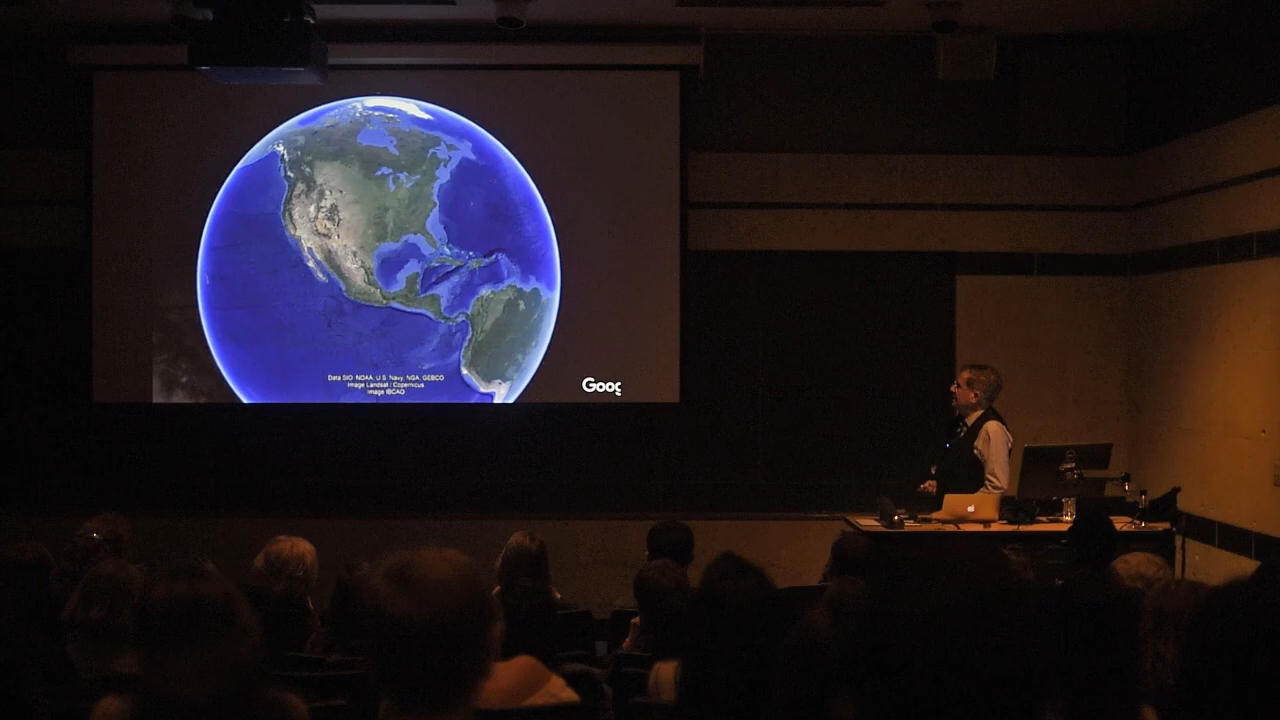 Data SIO, NOAA, U.S. Navy, NGA, GEBCO
Image Landsat / Copernicus
Image IBCAO
Goog